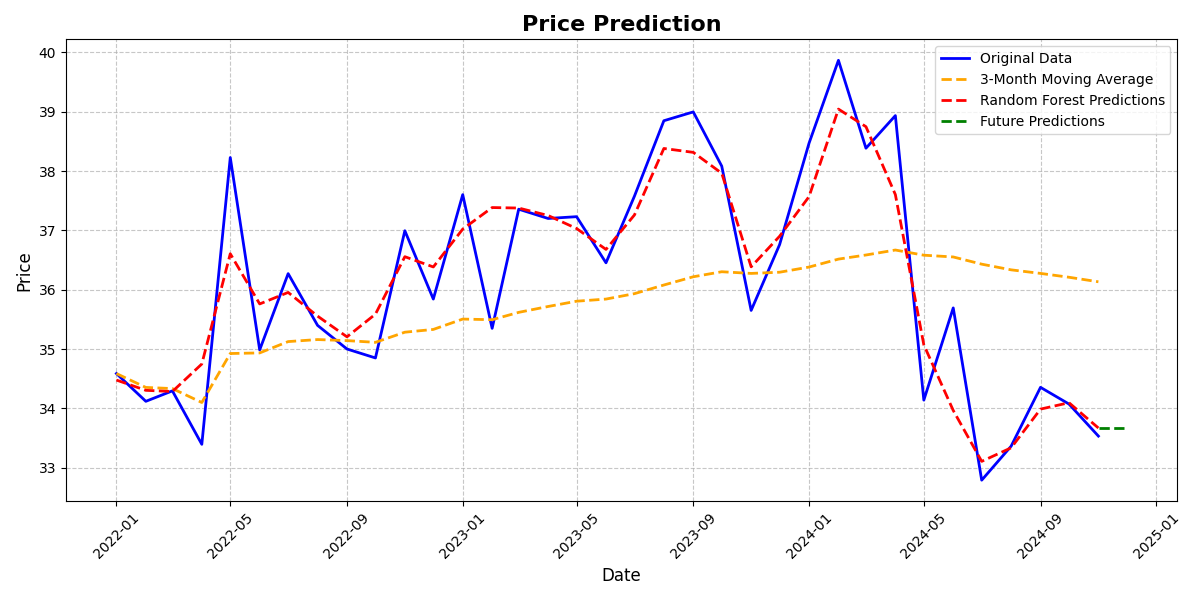 Price Prediction
Original Data
3-Month Moving Average
Random Forest Predictions
Future Predictions
Price
40
39
38
37
36
35
34
33
2022-01
2022-05
2022-09
2023-01
2023-05
2023-09
2024-01
2024-05
2024-09
2025-01
Date